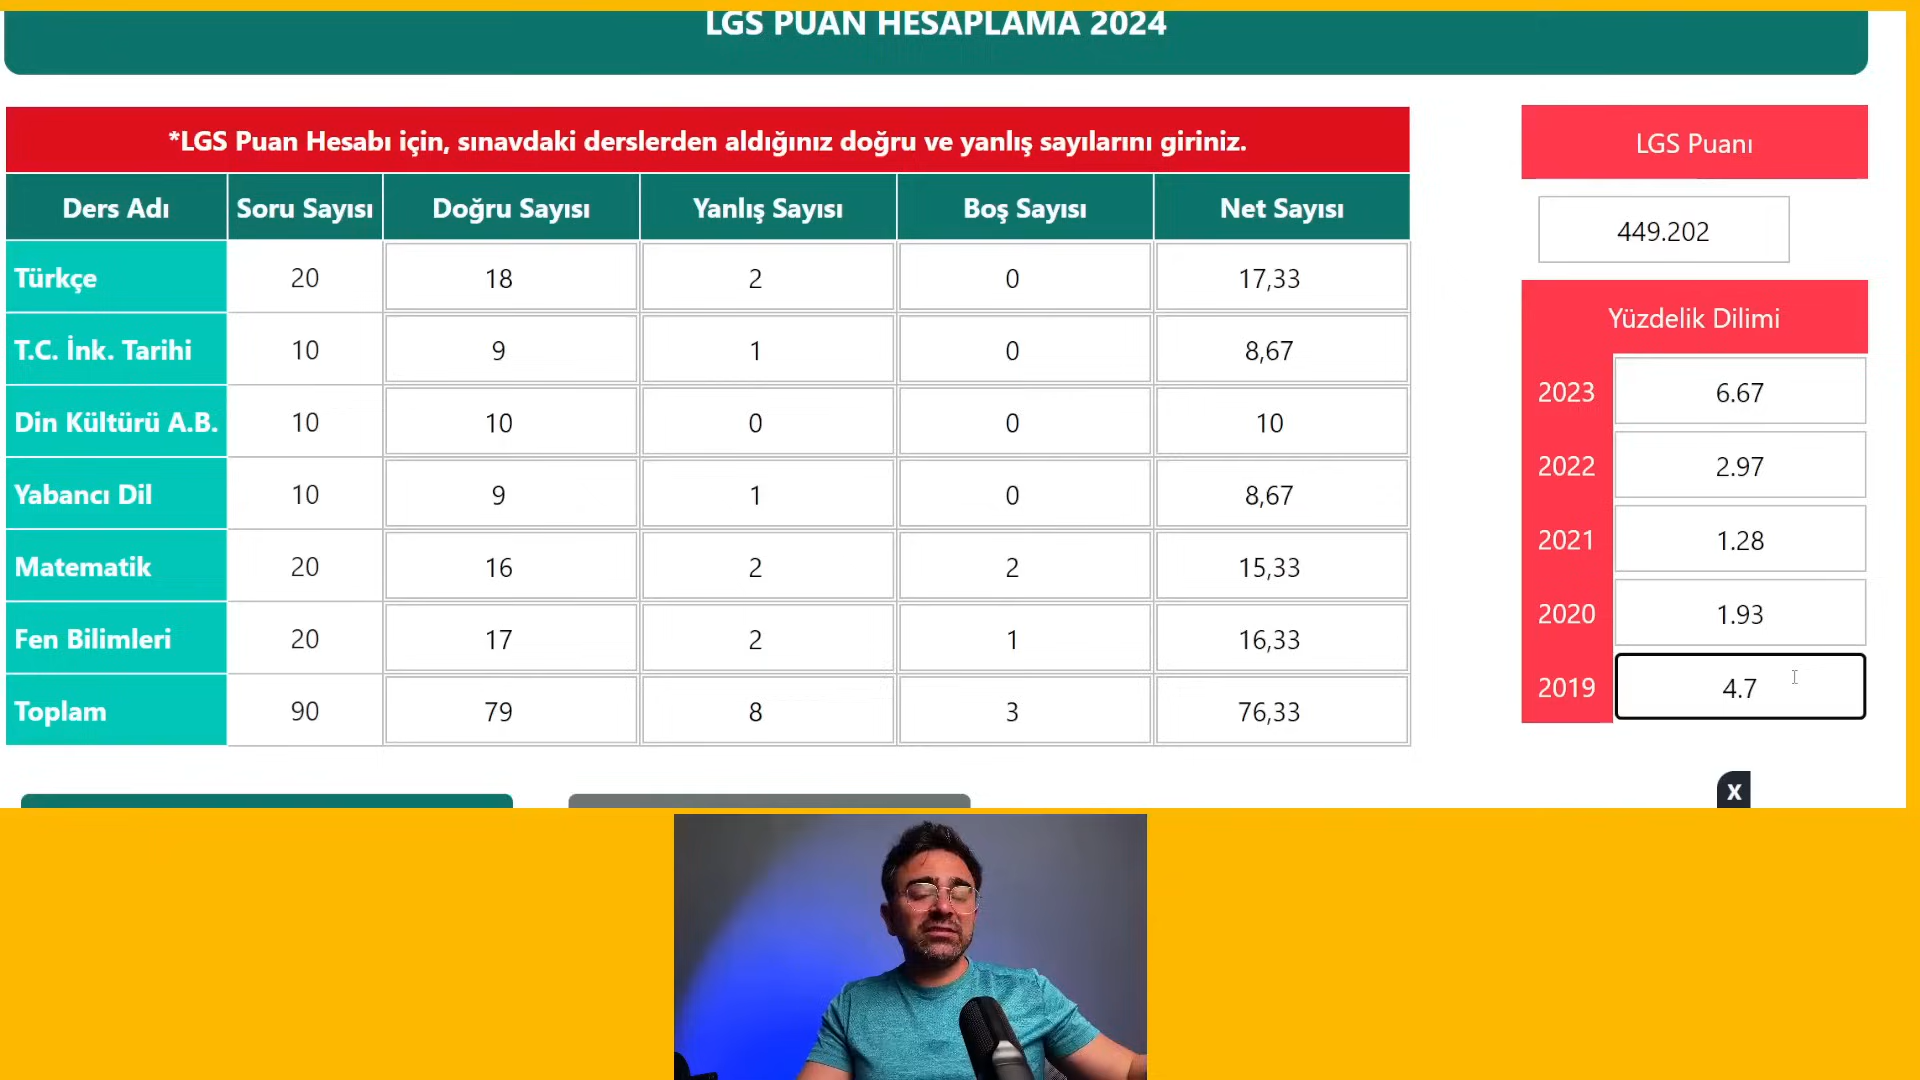 LGS PUAN HESAPLAMA 2024
*LGS Puan Hesabı için, sınavdaki derslerden aldığınız doğru ve yanlış sayılarını giriniz.
Ders Adı Soru Sayısı Doğru Sayısı Yanlış Sayısı Boş Sayısı Net Sayısı
Türkçe 20 18 2 0 17,33
T.C. İnk. Tarihi 10 9 1 0 8,67
Din Kültürü A.B. 10 10 0 0 10
Yabancı Dil 10 9 1 0 8,67
Matematik 20 16 2 2 15,33
Fen Bilimleri 20 17 2 1 16,33
Toplam 90 79 8 3 76,33
LGS Puanı
449.202
Yüzdelik Dilimi
2023 6.67
2022 2.97
2021 1.28
2020 1.93
2019 4.7
X